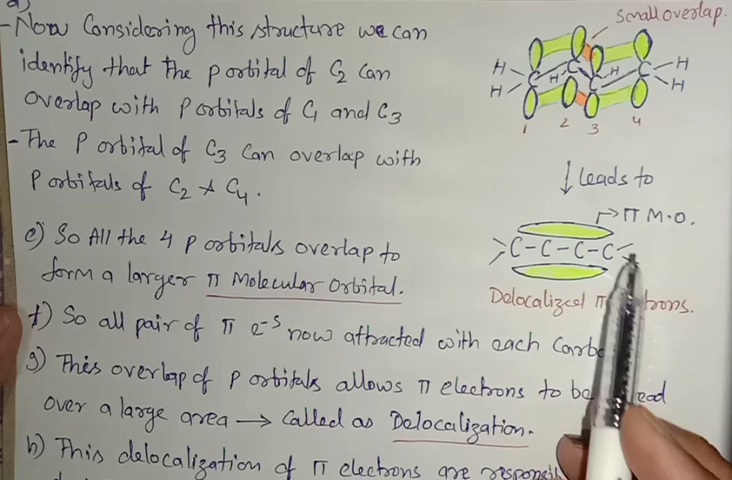 d)
- Now Considering this structure we can
identify that the p orbital of C2 can
overlap with p orbitals of C1 and C3
- The P orbital of C3 can overlap with
P orbitals of C2 & C4.
e) So All the 4 p orbitals overlap to
form a larger π Molecular Orbital.
f) So all pair of π e-s now attracted with each Carb
g) This overlap of p orbitals allows π electrons to be
over a large area → Called as Delocalization.
h) This delocalization of π electrons are responsi
small overlap.
H C C C C H
H H H H
1 2 3 4
↓ leads to
→ π M.O.
C-C-C-C
Delocalized π